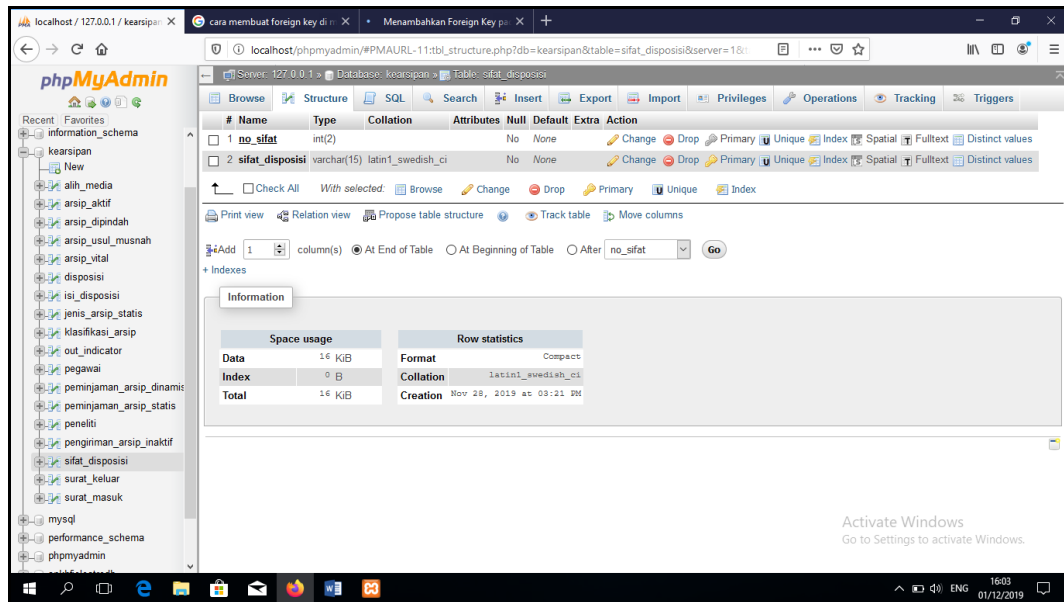 localhost / 127.0.0.1 / kearsipan
cara membuat foreign key di m
Menambahkan Foreign Key pa
localhost/phpmyadmin/#PMAURL-11:tbl_structure.php?db=kearsipan&table=sifat_disposisi&server=1&
phpMyAdmin
Recent Favorites
information_schema
kearsipan
New
alih_media
arsip_aktif
arsip_dipindah
arsip_usul_musnah
arsip_vital
disposisi
isi_disposisi
jenis_arsip_statis
klasifikasi_arsip
out_indicator
pegawai
peminjaman_arsip_dinamis
peminjaman_arsip_statis
peneliti
pengiriman_arsip_inaktif
sifat_disposisi
surat_keluar
surat_masuk
mysql
performance_schema
phpmyadmin
Server: 127.0.0.1 » Database: kearsipan » Table: sifat_disposisi
Browse Structure SQL Search Insert Export Import Privileges Operations Tracking Triggers
# Name Type Collation Attributes Null Default Extra Action
1 no_sifat int(2) No None Change Drop Primary Unique Index Spatial Fulltext Distinct values
2 sifat_disposisi varchar(15) latin1_swedish_ci No None Change Drop Primary Unique Index Spatial Fulltext Distinct values
Check All With selected: Browse Change Drop Primary Unique Index
Print view Relation view Propose table structure Track table Move columns
Add 1 column(s) At End of Table At Beginning of Table After no_sifat Go
+ Indexes
Information
Space usage
Data 16 KiB
Index 0 B
Total 16 KiB
Row statistics
Format Compact
Collation latin1_swedish_ci
Creation Nov 28, 2019 at 03:21 PM
Activate Windows
Go to Settings to activate Windows.
ENG
16:03
01/12/2019